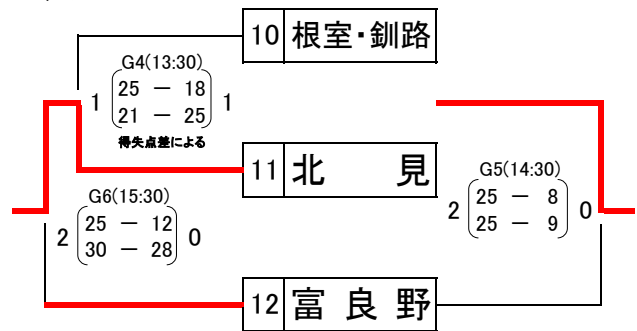 10 根室・釧路
G4(13:30)
1 25 － 18 1
21 － 25
得失点差による
11 北 見
G5(14:30)
2 25 － 8 0
25 － 9
G6(15:30)
2 25 － 12 0
30 － 28
12 富 良 野